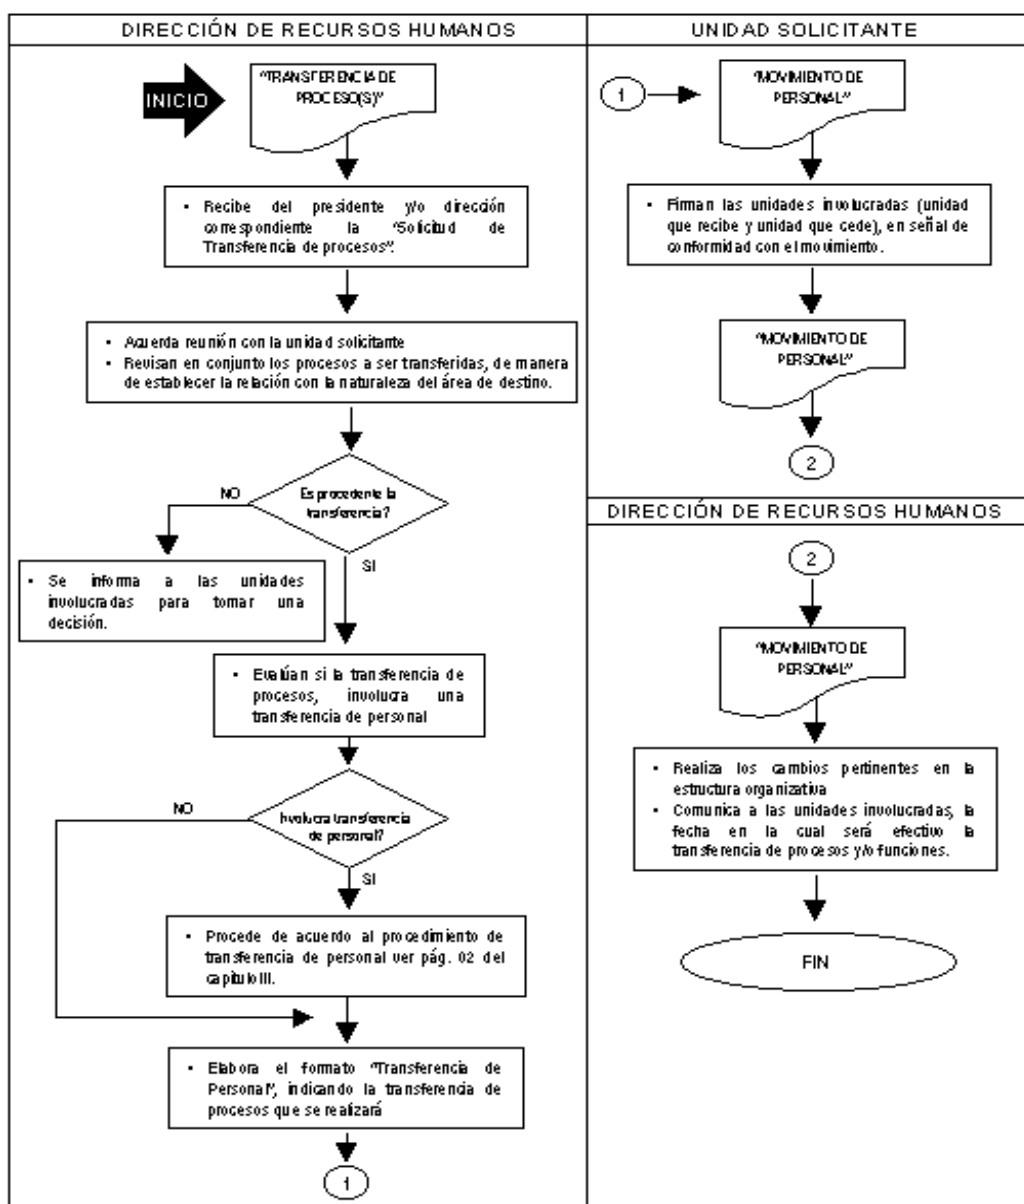 DIRECCIÓN DE RECURSOS HUMANOS
INICIO
"TRANSFERENCIA DE
PROCESO(S)"
• Recibe del presidente y/o dirección
correspondiente la "Solicitud de
Transferencia de procesos".
• Acuerda reunión con la unidad solicitante
• Revisan en conjunto los procesos a ser transferidas, de manera
de establecer la relación con la naturaleza del área de destino.
Es procedente la
transferencia?
NO
SI
• Se informa a las unidades
involucradas para tomar una
decisión.
• Evalúan si la transferencia de
procesos, involucra una
transferencia de personal
Involucra transferencia
de personal?
NO
SI
• Procede de acuerdo al procedimiento de
transferencia de personal ver pág. 02 del
capitulo III.
• Elabora el formato "Transferencia de
Personal", indicando la transferencia de
procesos que se realizará
1
UNIDAD SOLICITANTE
1
"MOVIMIENTO DE
PERSONAL"
• Firman las unidades involucradas (unidad
que recibe y unidad que cede), en señal de
conformidad con el movimiento.
"MOVIMIENTO DE
PERSONAL"
2
DIRECCIÓN DE RECURSOS HUMANOS
2
"MOVIMIENTO DE
PERSONAL"
• Realiza los cambios pertinentes en la
estructura organizativa
• Comunica a las unidades involucradas, la
fecha en la cual será efectivo la
transferencia de procesos y/o funciones.
FIN